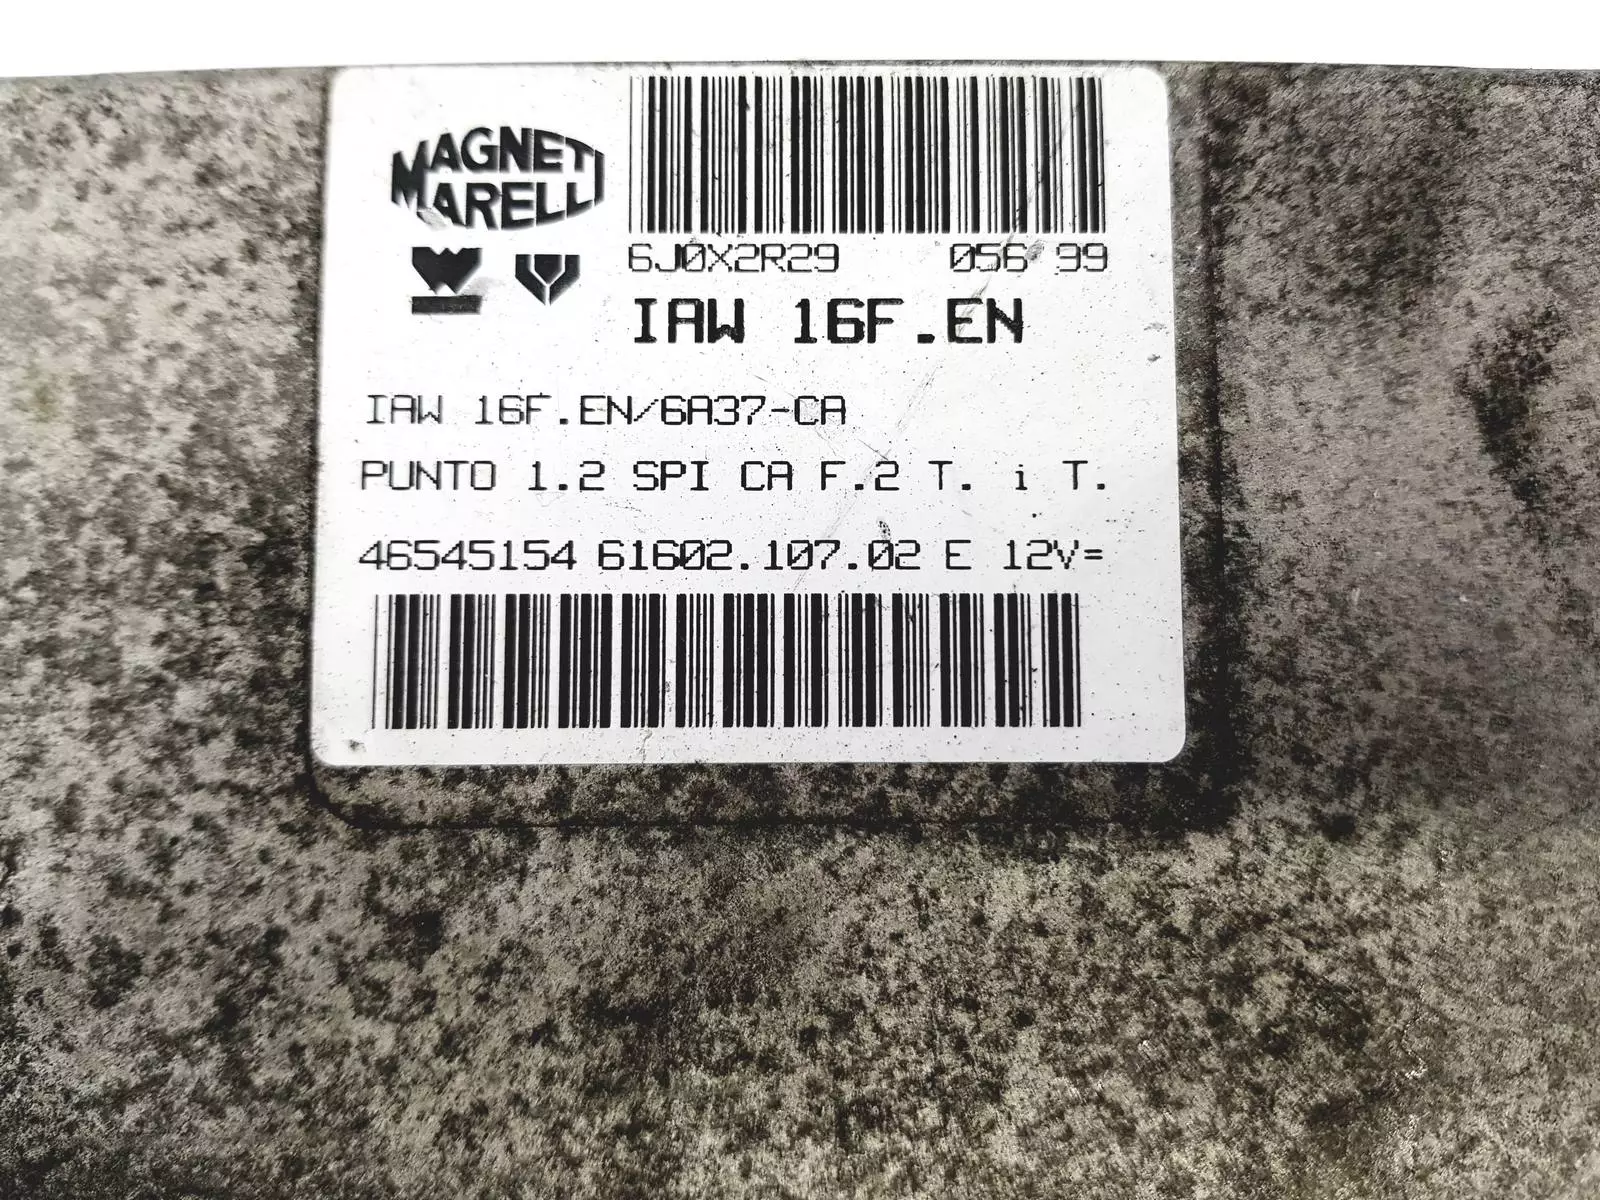 MAGNETI
MARELLI
6J0X2R29 056 99
IAW 16F.EN
IAW 16F.EN/6A37-CA
PUNTO 1.2 SPI CA F.2 T. i T.
46545154 61602.107.02 E 12V=